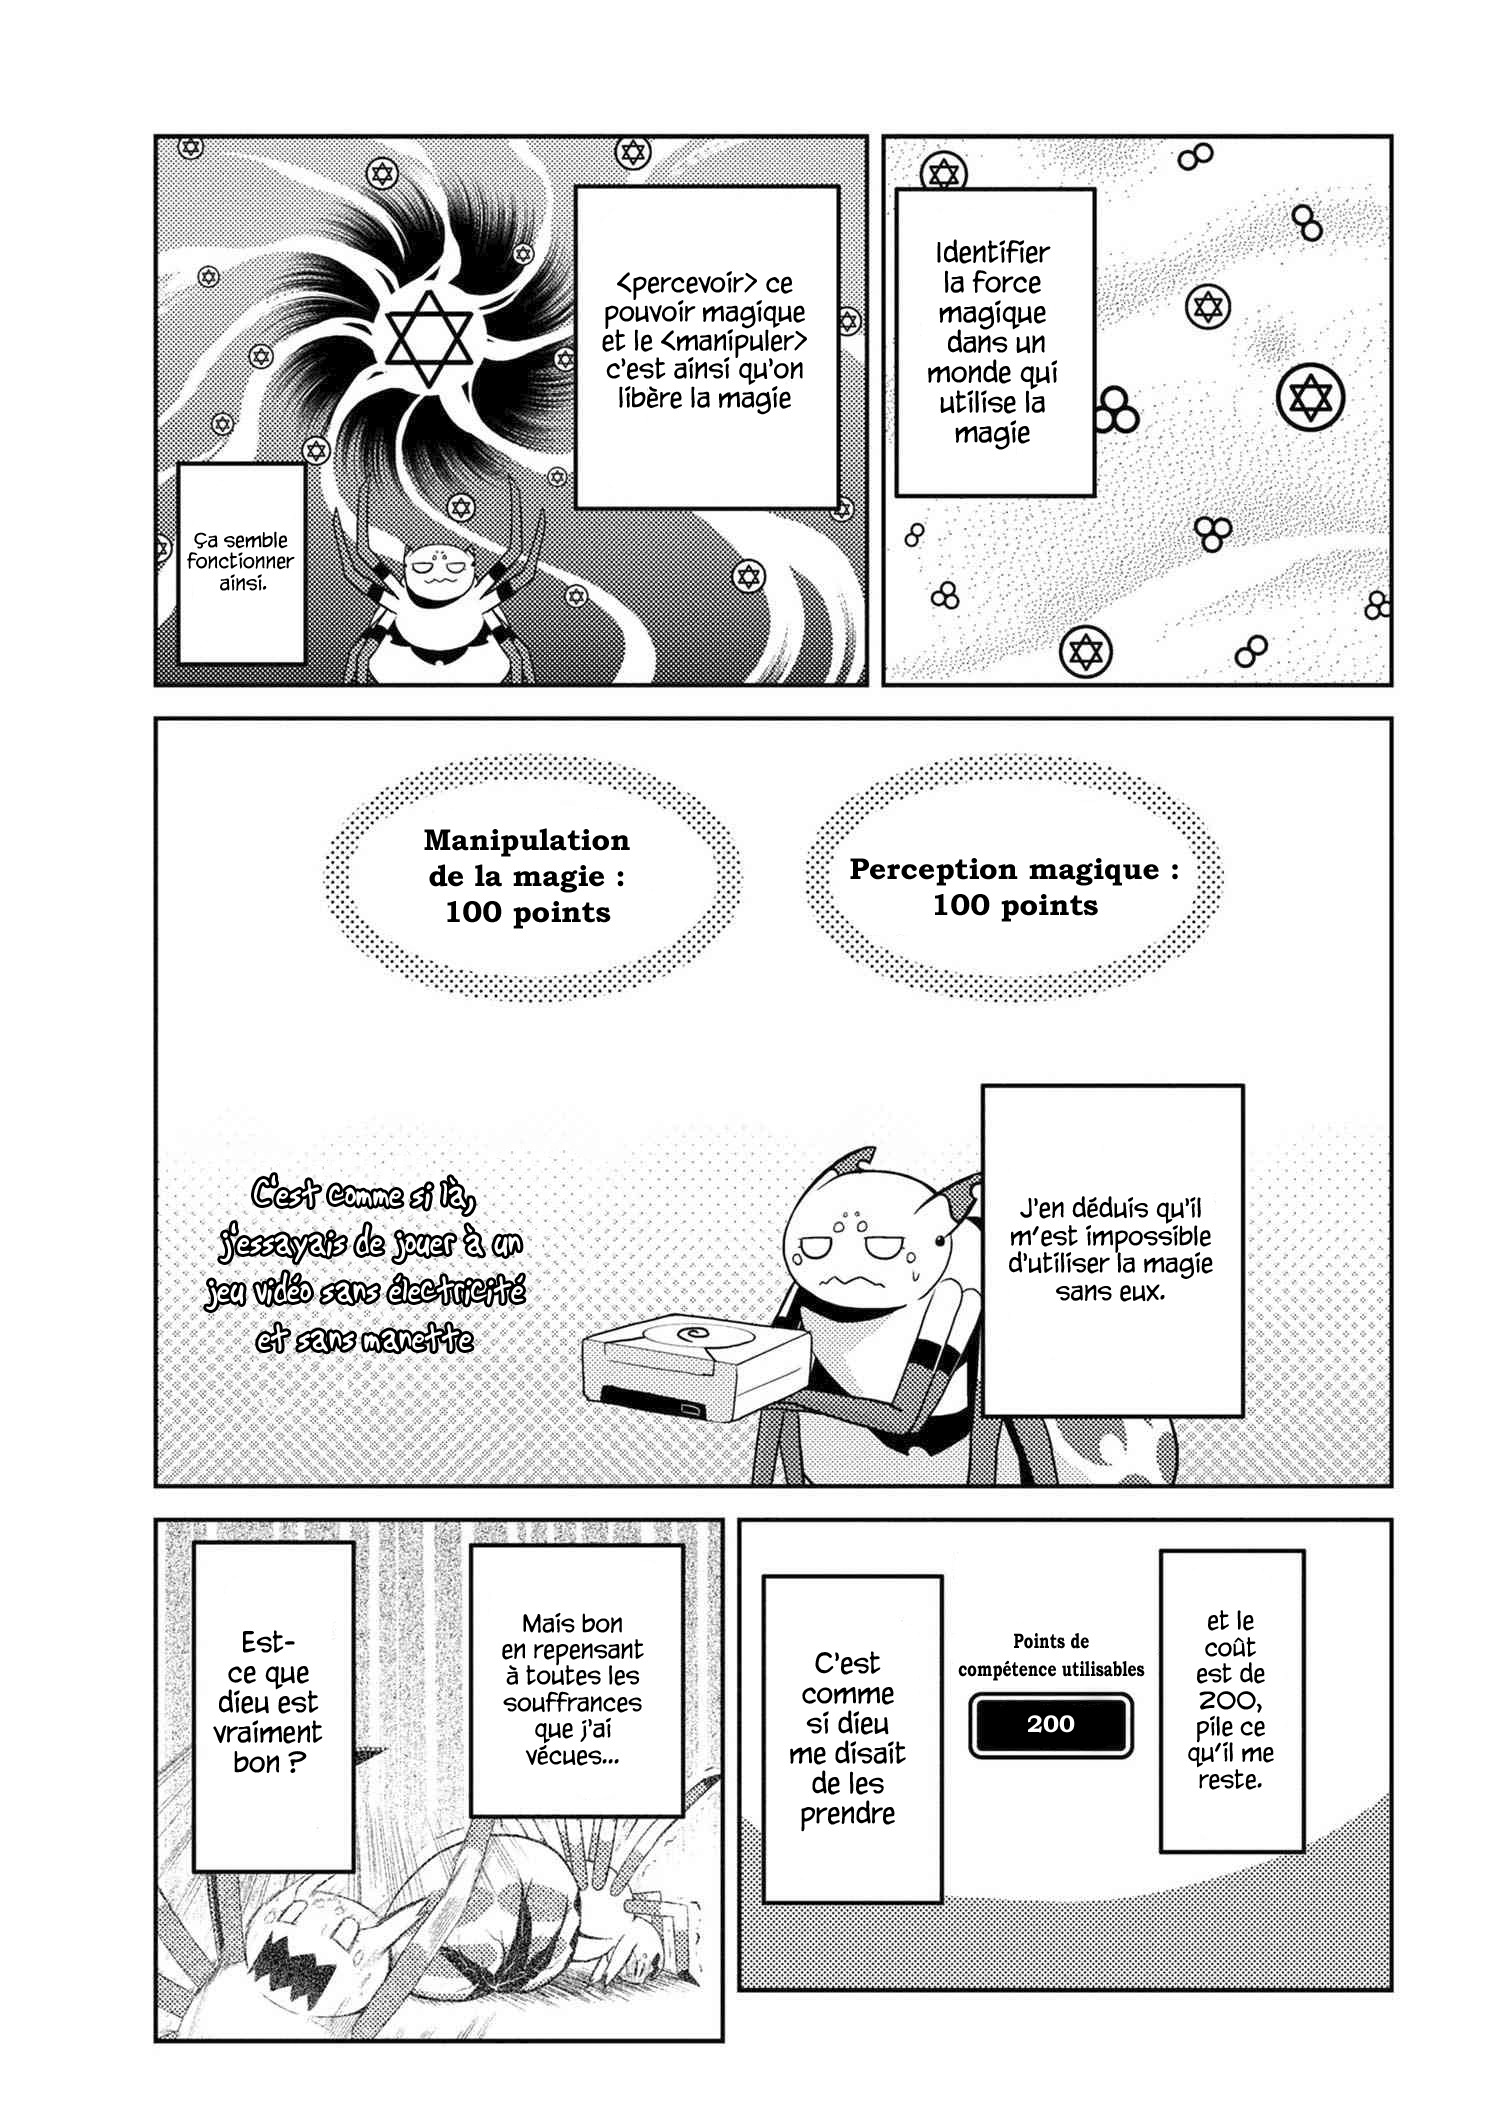 Identifier
la force
magique
dans un
monde qui
utilise la
magie
<percevoir> ce
pouvoir magique
et le <manipuler>
c'est ainsi qu'on
libère la magie
Ça semble
fonctionner
ainsi.
Perception magique :
100 points
Manipulation
de la magie :
100 points
J'en déduis qu'il
m'est impossible
d'utiliser la magie
sans eux.
C'est comme si là,
j'essayais de jouer à un
jeu vidéo sans électricité
et sans manette
et le
coût
est de
200,
pile ce
qu'il me
reste.
Points de
compétence utilisables
200
C'est
comme
si dieu
me disait
de les
prendre
Mais bon
en repensant
à toutes les
souffrances
que j'ai
vécues...
Est-
ce que
dieu est
vraiment
bon ?